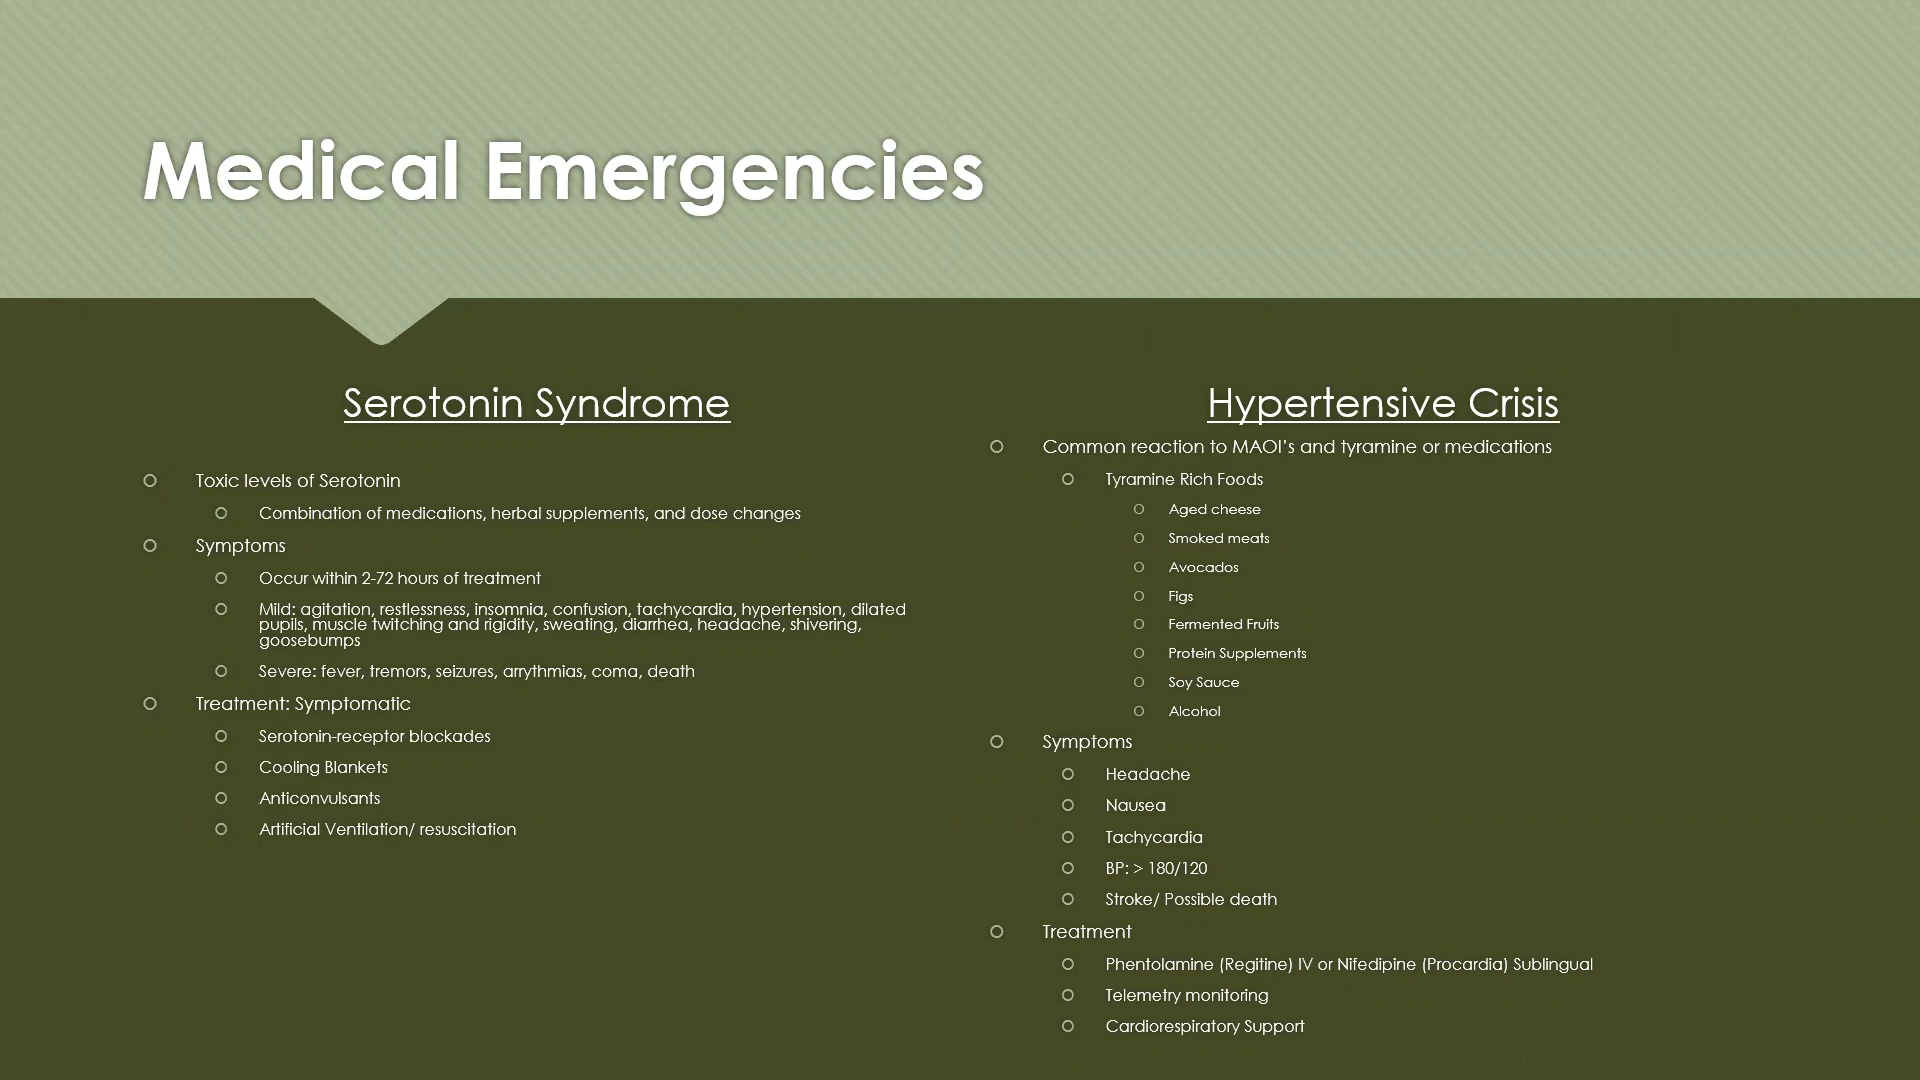 Medical Emergencies
Serotonin Syndrome
Toxic levels of Serotonin
Combination of medications, herbal supplements, and dose changes
Symptoms
Occur within 2-72 hours of treatment
Mild: agitation, restlessness, insomnia, confusion, tachycardia, hypertension, dilated
pupils, muscle twitching and rigidity, sweating, diarrhea, headache, shivering,
goosebumps
Severe: fever, tremors, seizures, arrythmias, coma, death
Treatment: Symptomatic
Serotonin-receptor blockades
Cooling Blankets
Anticonvulsants
Artificial Ventilation/ resuscitation
Hypertensive Crisis
Common reaction to MAOI's and tyramine or medications
Tyramine Rich Foods
Aged cheese
Smoked meats
Avocados
Figs
Fermented Fruits
Protein Supplements
Soy Sauce
Alcohol
Symptoms
Headache
Nausea
Tachycardia
BP: > 180/120
Stroke/ Possible death
Treatment
Phentolamine (Regitine) IV or Nifedipine (Procardia) Sublingual
Telemetry monitoring
Cardiorespiratory Support